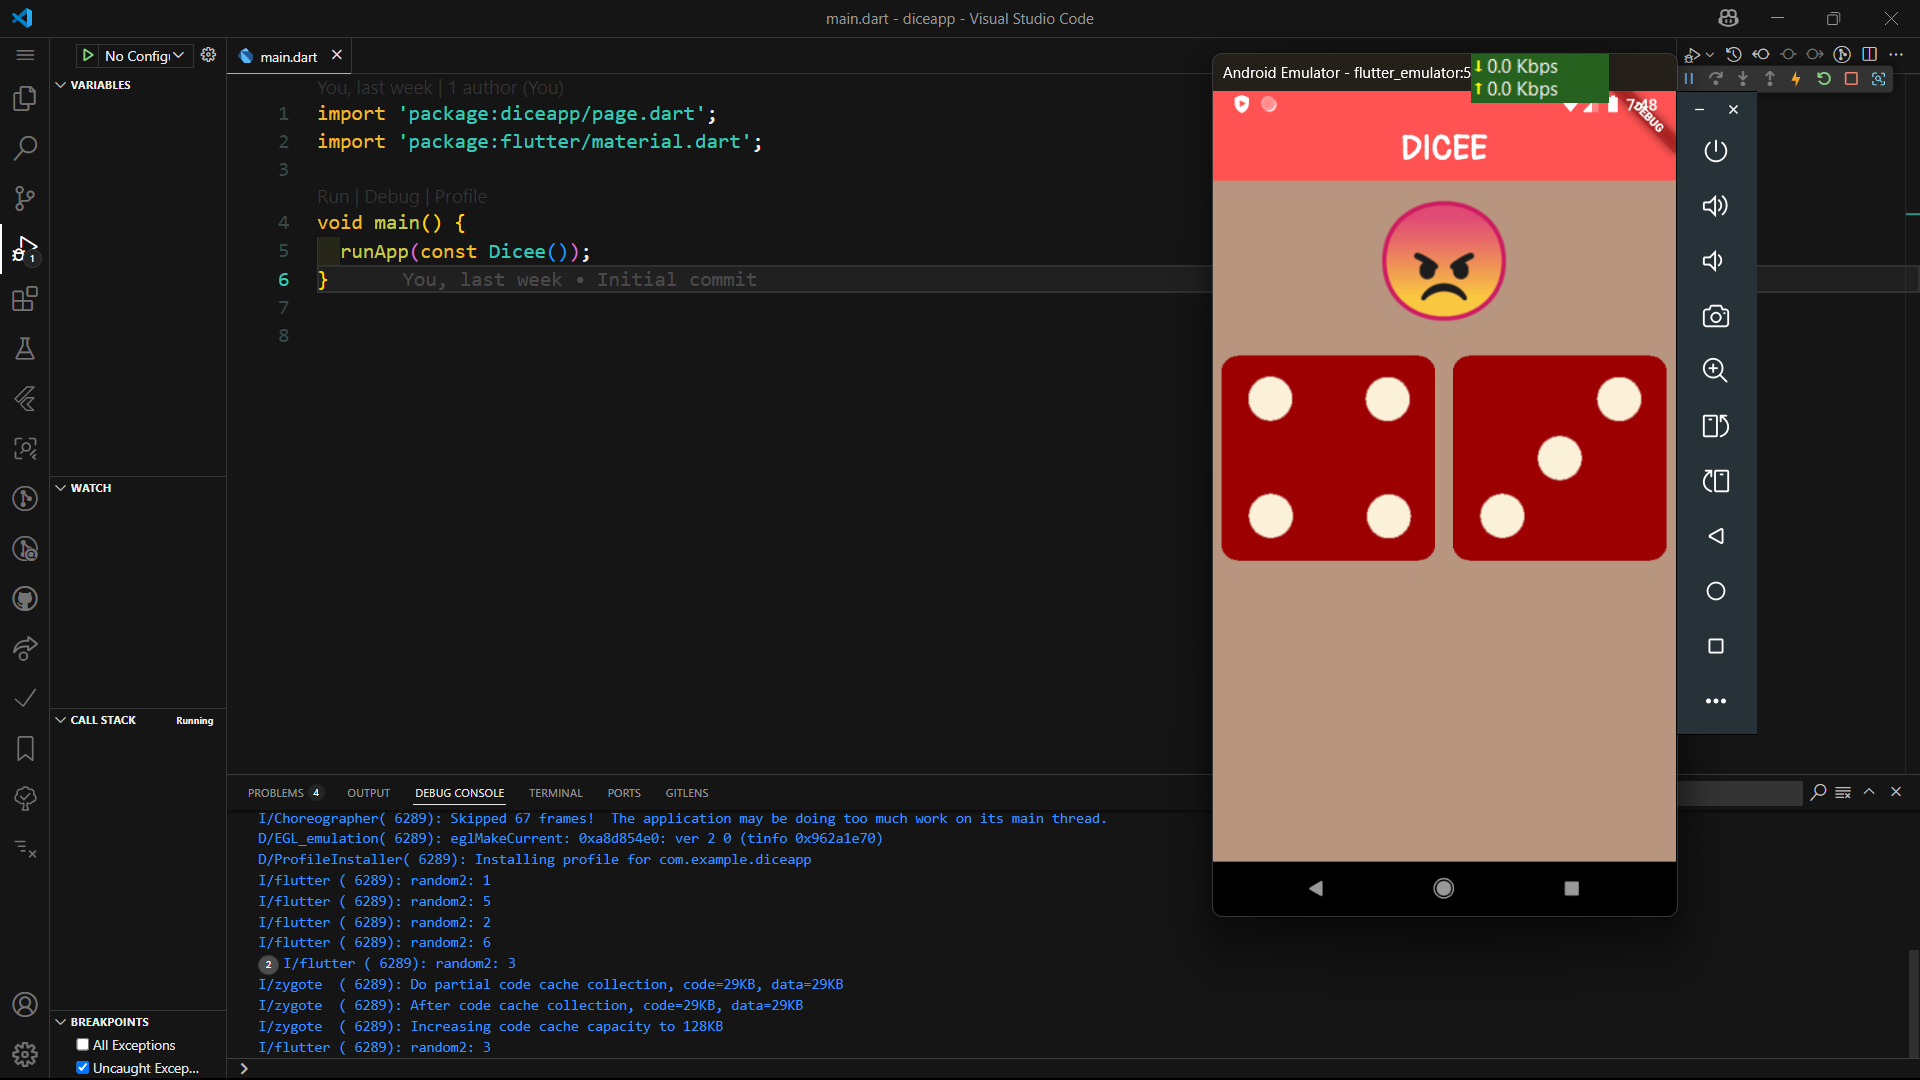 main.dart - diceapp - Visual Studio Code
No Config
main.dart
VARIABLES
You, last week | 1 author (You)
1 import 'package:diceapp/page.dart';
2 import 'package:flutter/material.dart';
3
Run | Debug | Profile
4 void main() {
5 runApp(const Dicee());
6 } You, last week • Initial commit
7
8
1
WATCH
CALL STACK Running
BREAKPOINTS
All Exceptions
Uncaught Excep...
Android Emulator - flutter_emulator:5
0.0 Kbps
0.0 Kbps
7:48
DEBUG
DICEE
PROBLEMS 4 OUTPUT DEBUG CONSOLE TERMINAL PORTS GITLENS
I/Choreographer( 6289): Skipped 67 frames!  The application may be doing too much work on its main thread.
D/EGL_emulation( 6289): eglMakeCurrent: 0xa8d854e0: ver 2 0 (tinfo 0x962a1e70)
D/ProfileInstaller( 6289): Installing profile for com.example.diceapp
I/flutter ( 6289): random2: 1
I/flutter ( 6289): random2: 5
I/flutter ( 6289): random2: 2
I/flutter ( 6289): random2: 6
2 I/flutter ( 6289): random2: 3
I/zygote  ( 6289): Do partial code cache collection, code=29KB, data=29KB
I/zygote  ( 6289): After code cache collection, code=29KB, data=29KB
I/zygote  ( 6289): Increasing code cache capacity to 128KB
I/flutter ( 6289): random2: 3